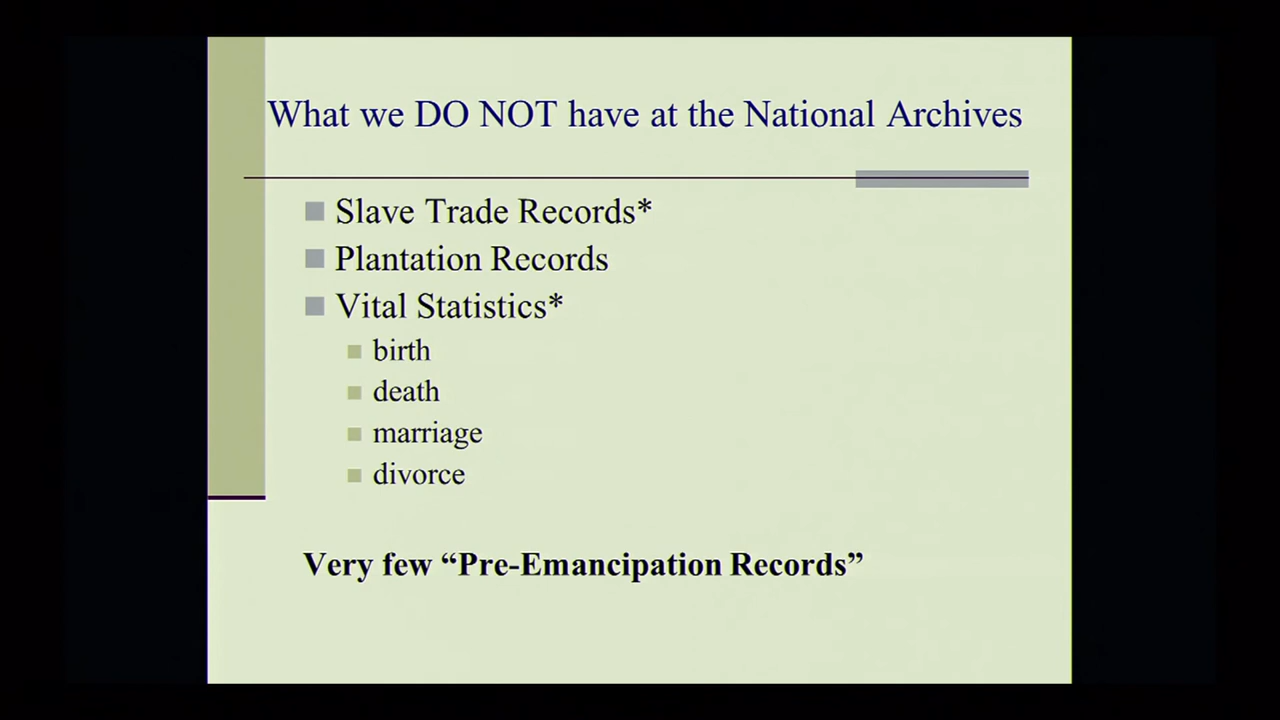 What we DO NOT have at the National Archives
Slave Trade Records*
Plantation Records
Vital Statistics*
birth
death
marriage
divorce
Very few “Pre-Emancipation Records”